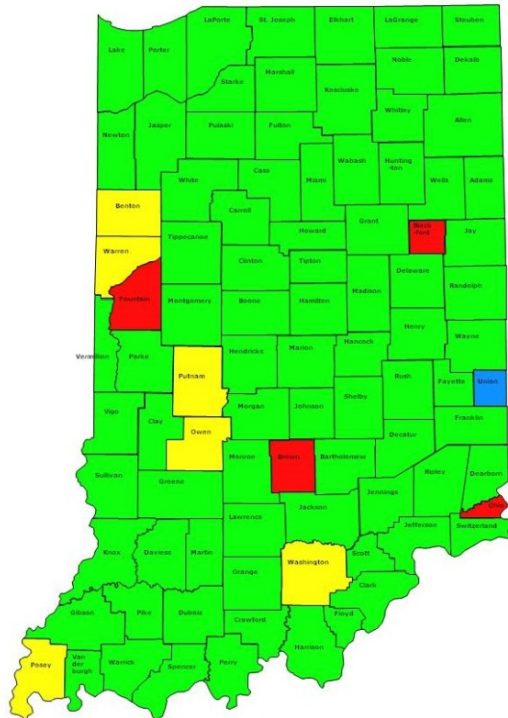 LaPorte
St. Joseph
Elkhart
LaGrange
Steuben
Lake
Porter
Noble
Dekalb
Marshall
Starke
Kosciusko
Whitley
Allen
Newton
Jasper
Pulaski
Fulton
Wabash
Hunting
-ton
Cass
White
Miami
Wells
Adams
Benton
Carroll
Grant
Black
-ford
Jay
Howard
Warren
Tippecanoe
Clinton
Tipton
Delaware
Madison
Randolph
Fountain
Montgomery
Boone
Hamilton
Henry
Wayne
Hancock
Vermilion
Parke
Hendricks
Marion
Putnam
Rush
Fayette
Union
Shelby
Vigo
Clay
Morgan
Johnson
Franklin
Owen
Decatur
Monroe
Brown
Bartholomew
Ripley
Dearborn
Sullivan
Greene
Jennings
Jackson
Ohio
Lawrence
Jefferson
Switzerland
Knox
Daviess
Martin
Scott
Washington
Orange
Clark
Gibson
Pike
Dubois
Floyd
Crawford
Harrison
Posey
Van
der
burgh
Warrick
Spencer
Perry